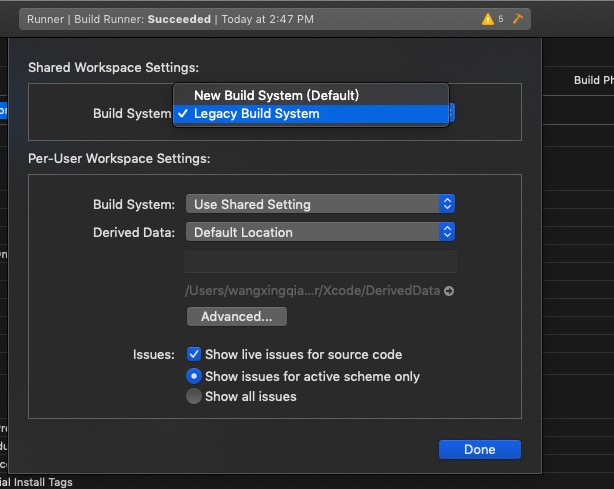 Runner | Build Runner: Succeeded | Today at 2:47 PM
5
Shared Workspace Settings:
Build Ph
New Build System (Default)
Build System
✓ Legacy Build System
Per-User Workspace Settings:
Build System: Use Shared Setting
Derived Data: Default Location
/Users/wangxingqia...r/Xcode/DerivedData
Advanced...
Issues: Show live issues for source code
Show issues for active scheme only
Show all issues
Done
ial Install Tags